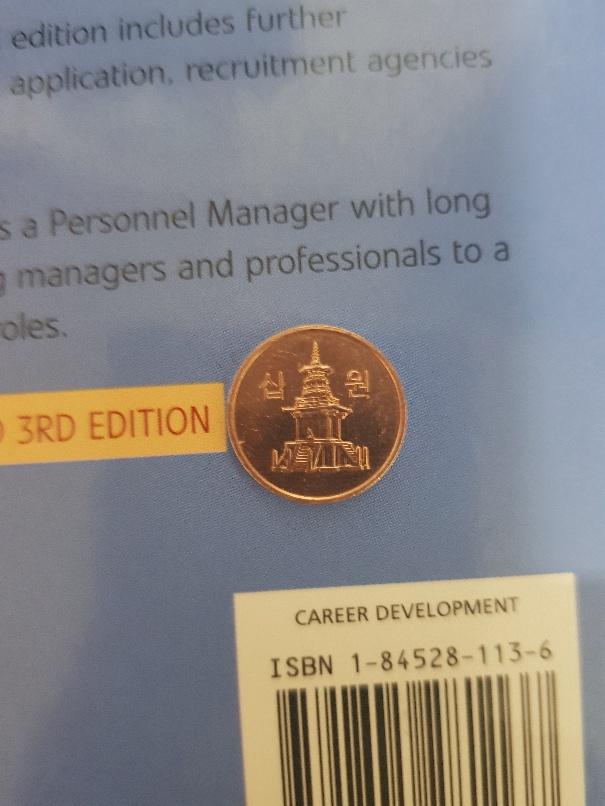 edition includes further
application, recruitment agencies
s a Personnel Manager with long
g managers and professionals to a
oles.
3RD EDITION
십 원
CAREER DEVELOPMENT
ISBN 1-84528-113-6